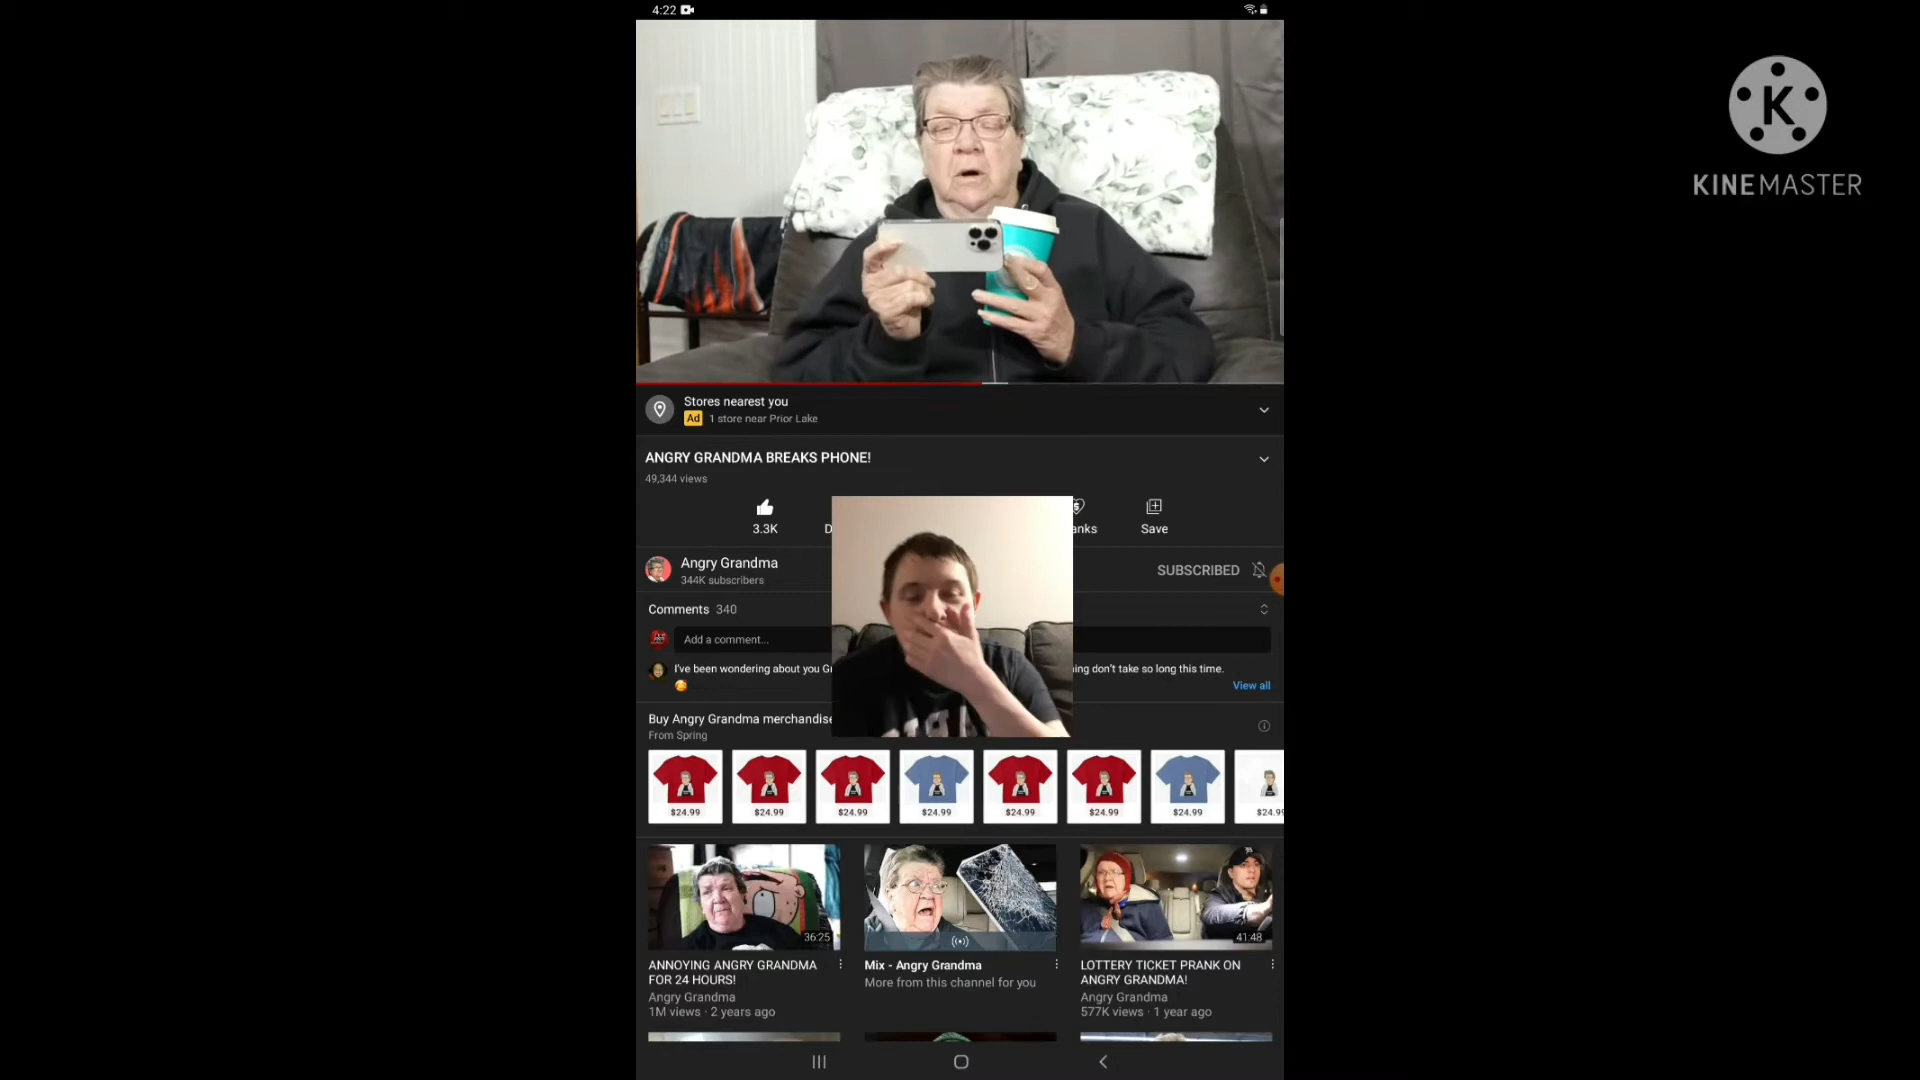 4:22
KINEMASTER
Stores nearest you
Ad 1 store near Prior Lake
ANGRY GRANDMA BREAKS PHONE!
49,344 views
3.3K
D
anks
Save
Angry Grandma
344K subscribers
SUBSCRIBED
Comments 340
Add a comment...
I've been wondering about you Gr
ing don't take so long this time.
View all
Buy Angry Grandma merchandise
From Spring
$24.99 $24.99 $24.99 $24.99 $24.99 $24.99 $24.99 $24.99
36:25
41:48
ANNOYING ANGRY GRANDMA
FOR 24 HOURS!
Angry Grandma
1M views · 2 years ago
Mix - Angry Grandma
More from this channel for you
LOTTERY TICKET PRANK ON
ANGRY GRANDMA!
Angry Grandma
577K views · 1 year ago